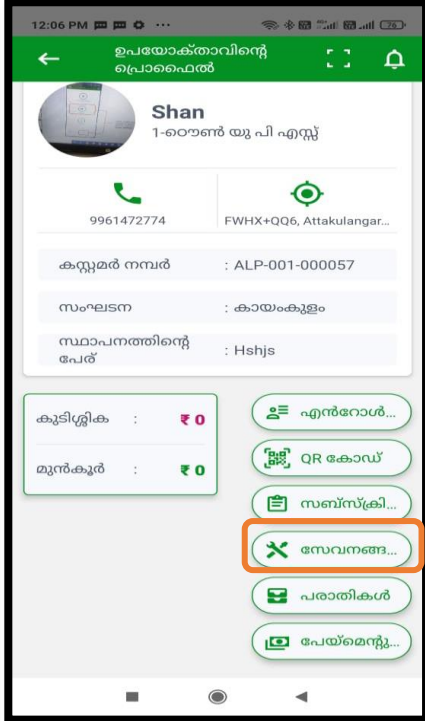 12:06 PM ... 76
ഉപയോക്താവിന്റെ
പ്രൊഫൈൽ
Shan
1-ടൌൺ യു പി എസ്സ്
9961472774 FWHX+QQ6, Attakulangar...
കസ്റ്റമർ നമ്പർ : ALP-001-000057
സംഘടന : കായംകുളം
സ്ഥാപനത്തിന്റെ
പേര് : Hshjs
കുടിശ്ശിക : ₹ 0
മുൻകൂർ : ₹ 0
എൻറോൾ...
QR കോഡ്
സബ്സ്ക്രി...
സേവനങ്ങ...
പരാതികൾ
പേയ്മെന്റു...